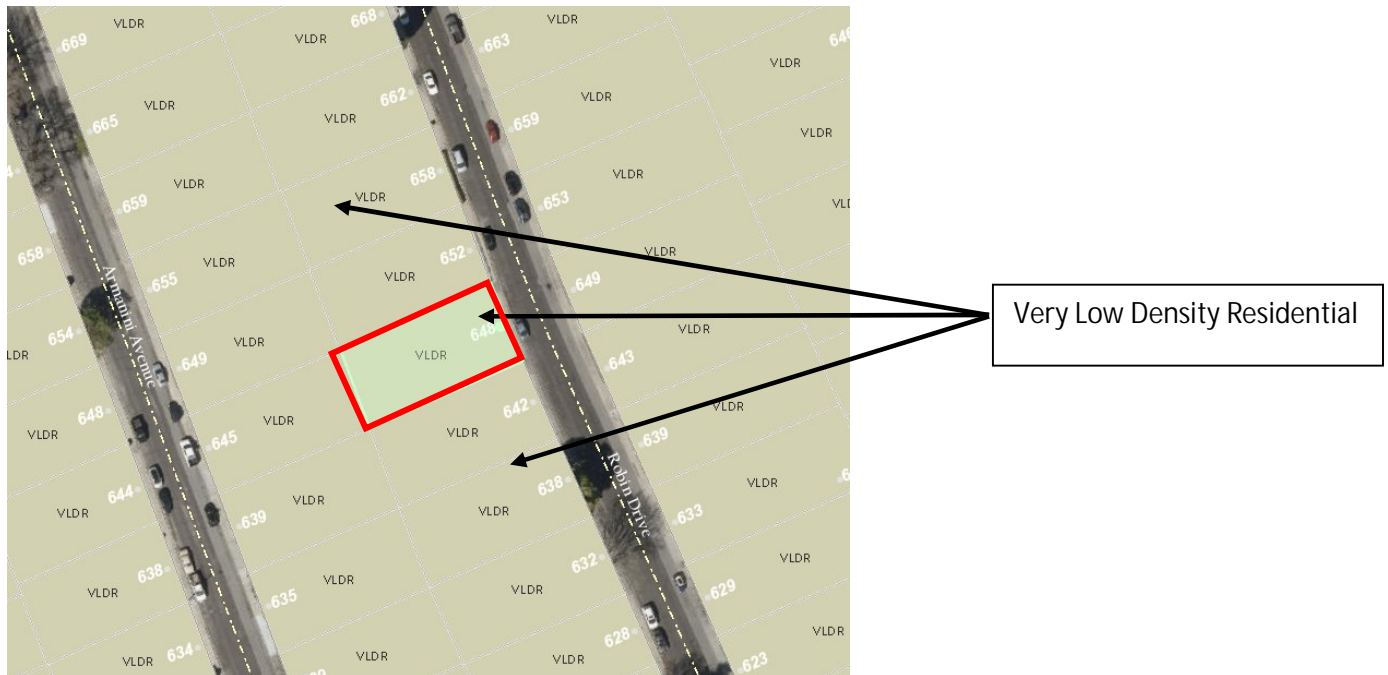 VLDR
668
VLDR
VLDR
669
663
646
VLDR
662
VLDR
VLDR
VLDR
665
659
VLDR
VLDR
658
VLDR
659
653
658
652
VLDR
VLDR
VLDR
655
649
Armanini Avenue
654
648
VLDR
VLDR
VLDR
649
643
Very Low Density Residential
648
642
VLDR
VLDR
VLDR
VLDR
645
639
644
638
Robin Drive
VLDR
VLDR
VLDR
VLDR
639
633
638
632
VLDR
VLDR
VLDR
VLDR
635
629
634
628
VLDR
VLDR
VLDR
623